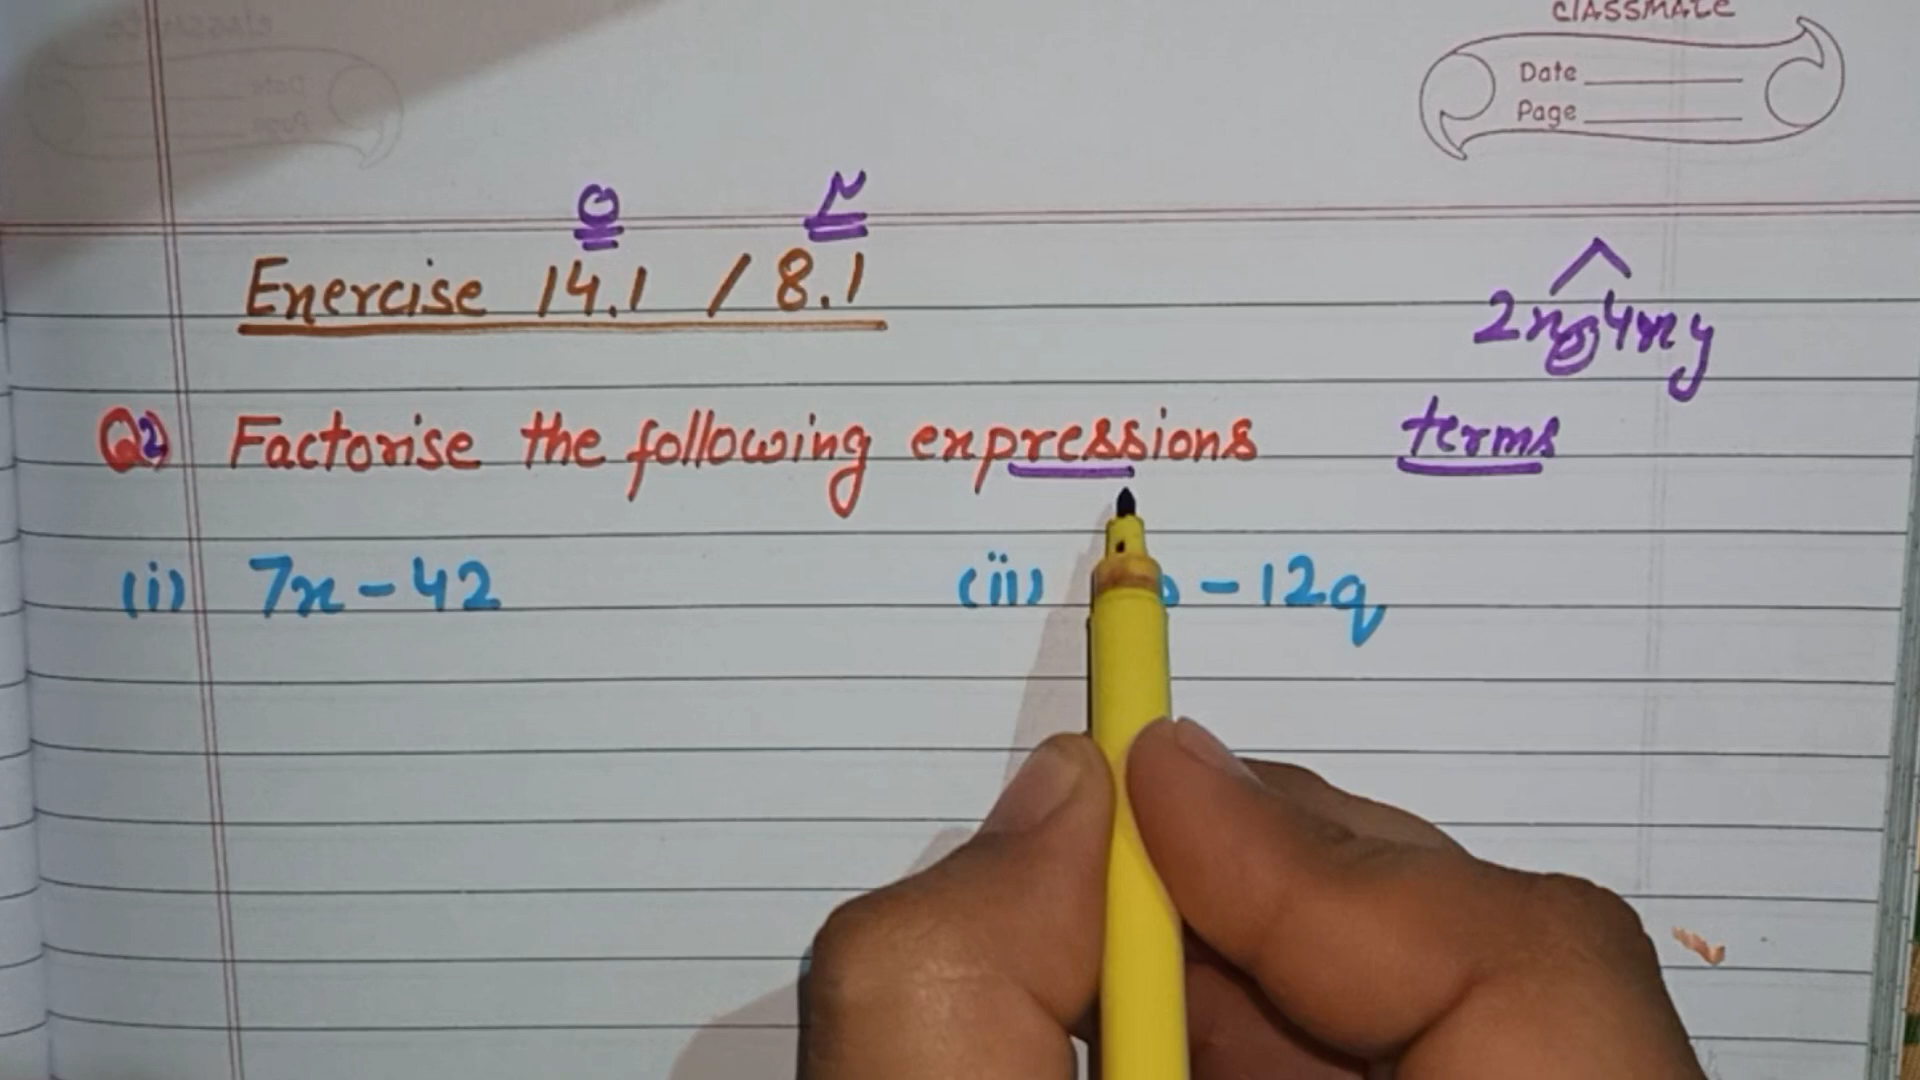 CLASSMATE
Date
Page
O N
Exercise 14.1 / 8.1
2x, 4xy
Q2) Factorise the following expressions terms
(i) 7x - 42 (ii) - 12q